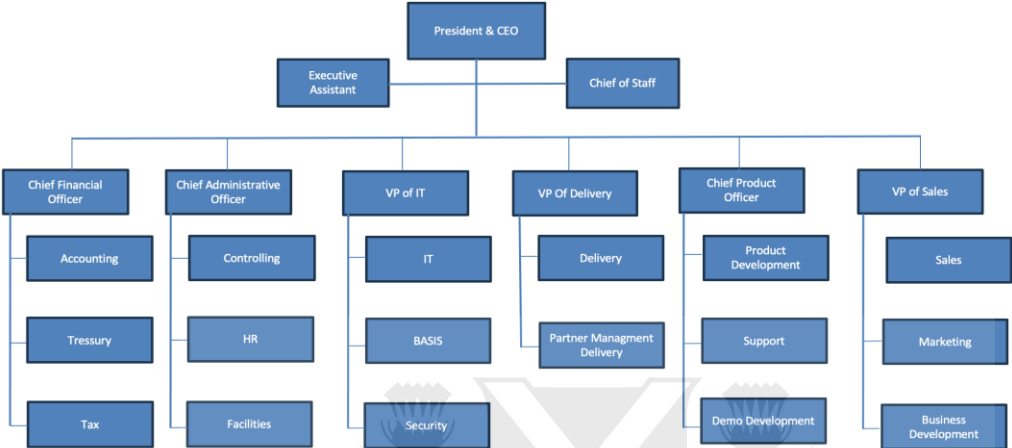 President & CEO
Executive
Assistant
Chief of Staff
Chief Financial
Officer
Chief Administrative
Officer
VP of IT
VP Of Delivery
Chief Product
Officer
VP of Sales
Accounting
Controlling
IT
Delivery
Product
Development
Sales
Tressury
HR
BASIS
Partner Managment
Delivery
Support
Marketing
Tax
Facilities
Security
Demo Development
Business
Development